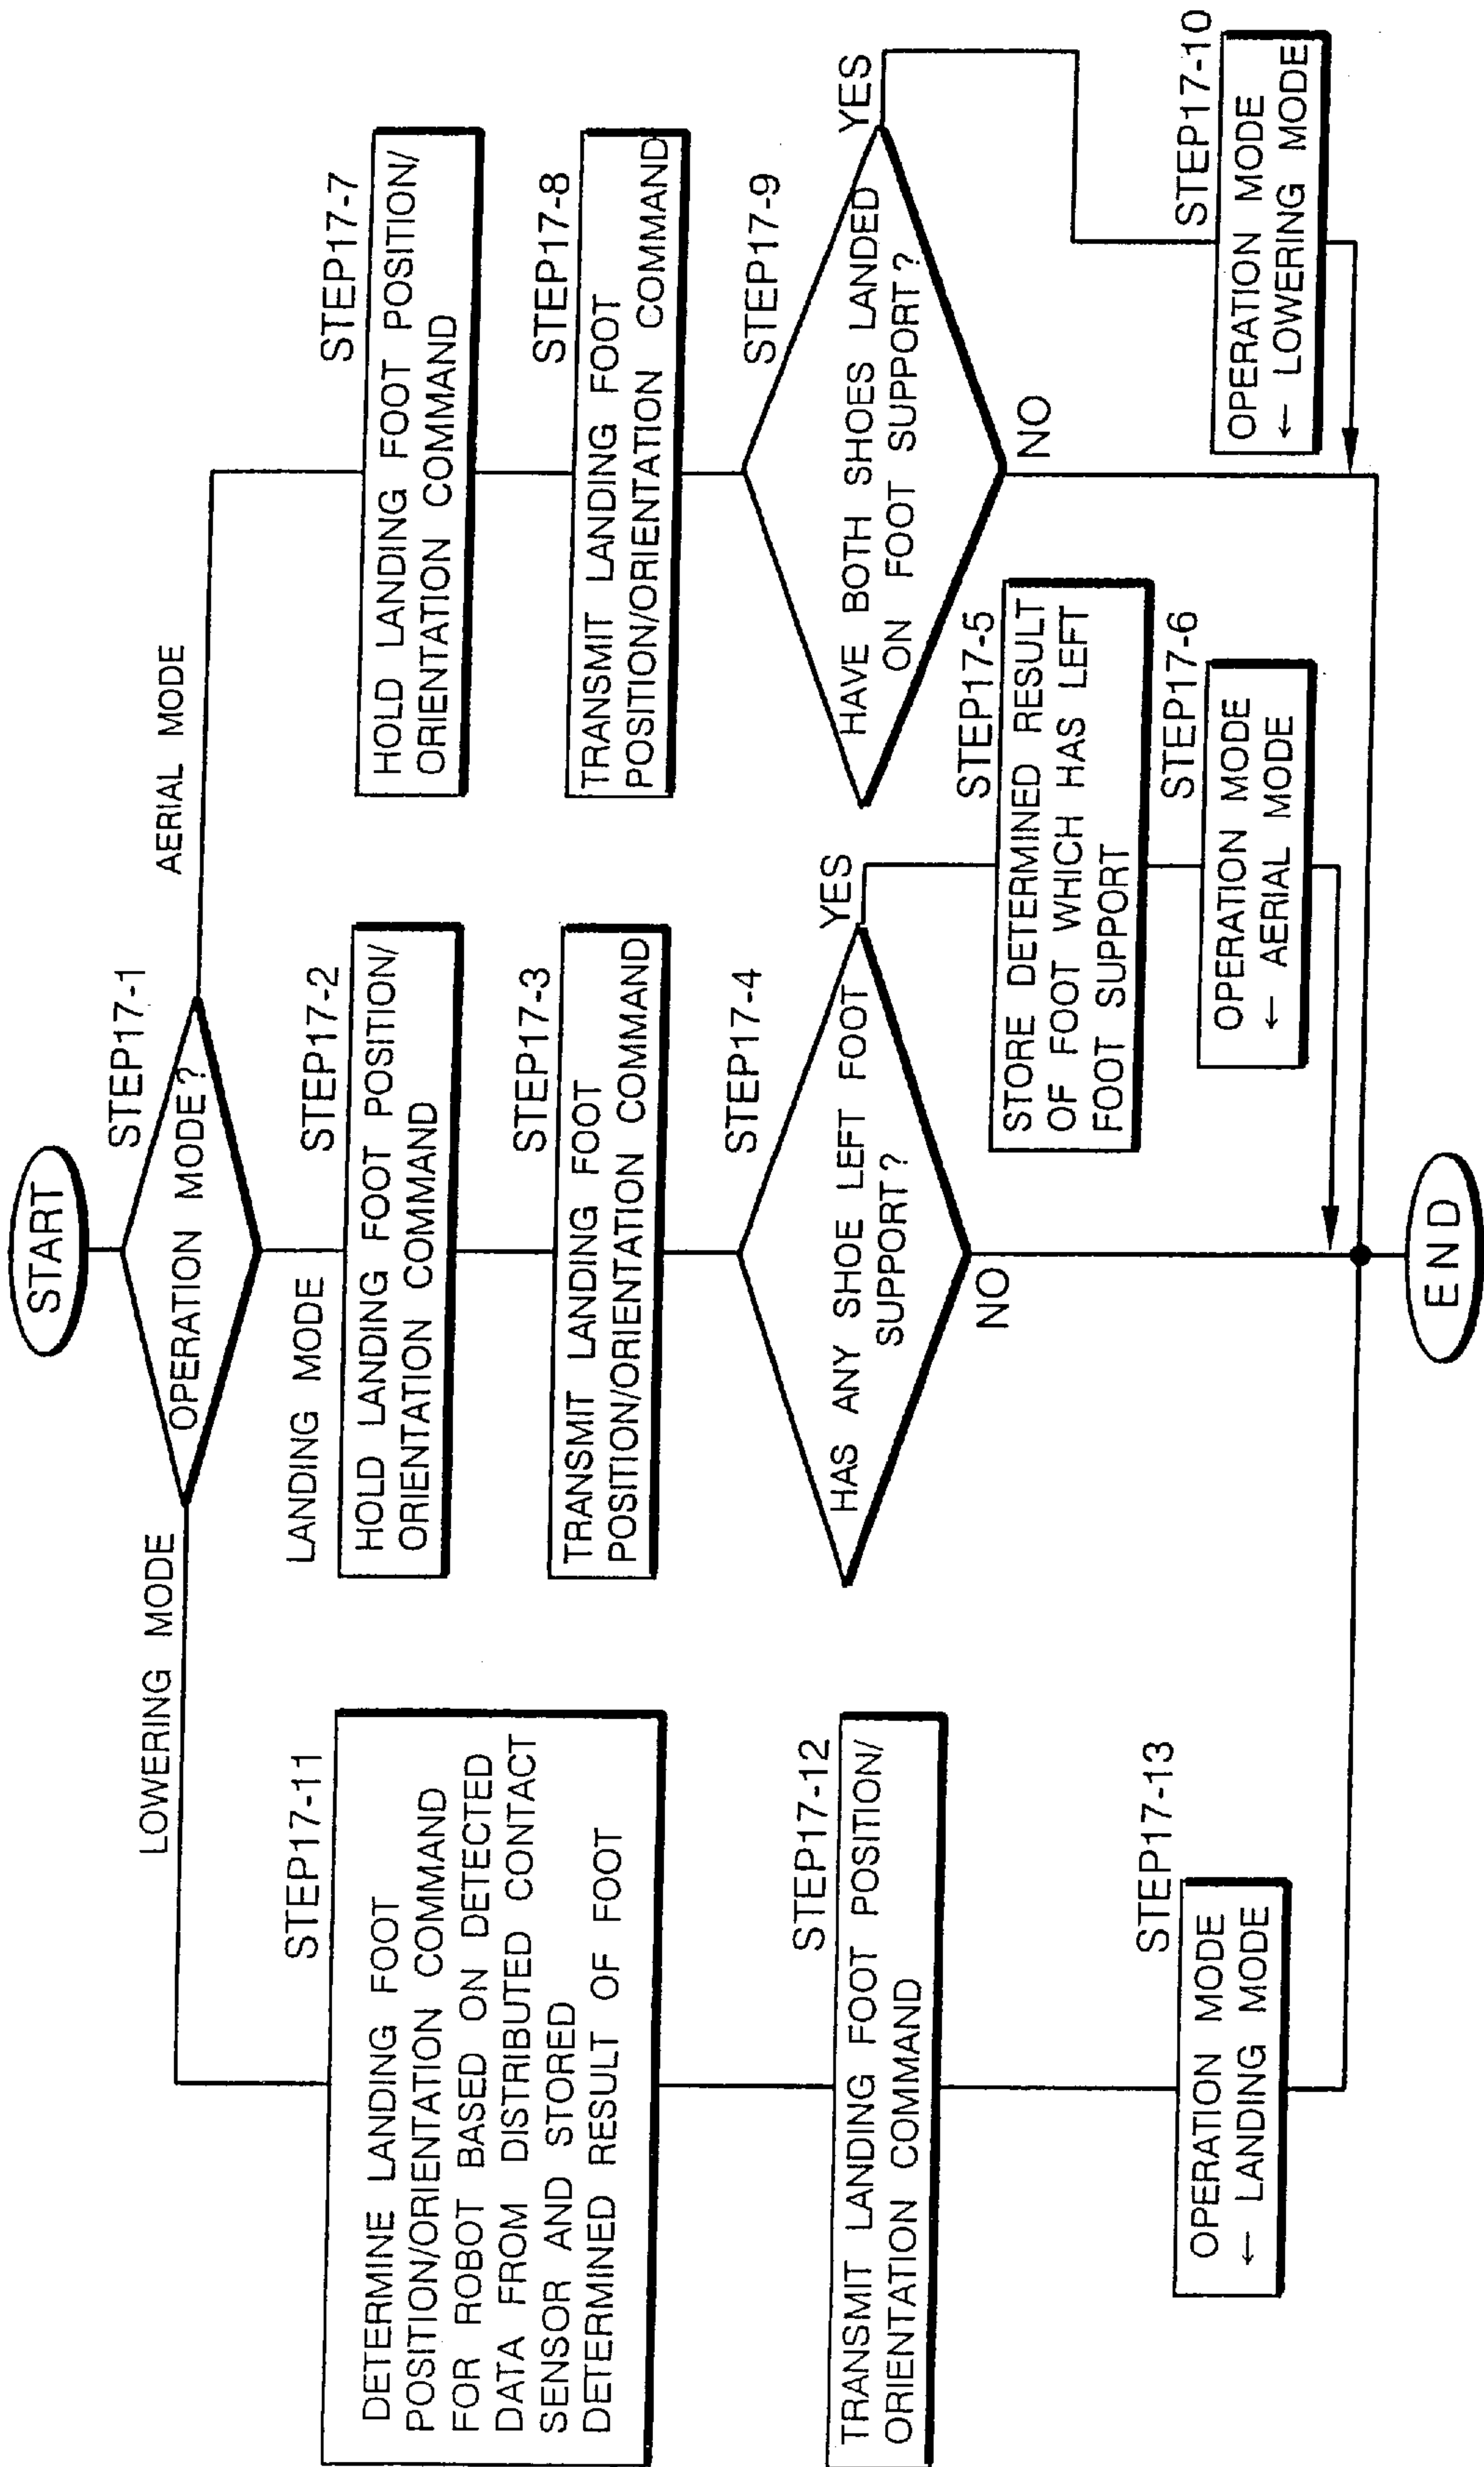 START
STEP17-1
OPERATION MODE?
LOWERING MODE
LANDING MODE
AERIAL MODE
STEP17-11
DETERMINE LANDING FOOT
POSITION/ORIENTATION COMMAND
FOR ROBOT BASED ON DETECTED
DATA FROM DISTRIBUTED CONTACT
SENSOR AND STORED
DETERMINED RESULT OF FOOT
STEP17-12
TRANSMIT LANDING FOOT POSITION/
ORIENTATION COMMAND
STEP17-13
OPERATION MODE
← LANDING MODE
STEP17-2
HOLD LANDING FOOT POSITION/
ORIENTATION COMMAND
STEP17-3
TRANSMIT LANDING FOOT
POSITION/ORIENTATION COMMAND
STEP17-4
HAS ANY SHOE LEFT FOOT
SUPPORT?
YES
NO
STEP17-5
STORE DETERMINED RESULT
OF FOOT WHICH HAS LEFT
FOOT SUPPORT
STEP17-6
OPERATION MODE
← AERIAL MODE
STEP17-7
HOLD LANDING FOOT POSITION/
ORIENTATION COMMAND
STEP17-8
TRANSMIT LANDING FOOT
POSITION/ORIENTATION COMMAND
STEP17-9
HAVE BOTH SHOES LANDED
ON FOOT SUPPORT?
YES
NO
STEP17-10
OPERATION MODE
← LOWERING MODE
END